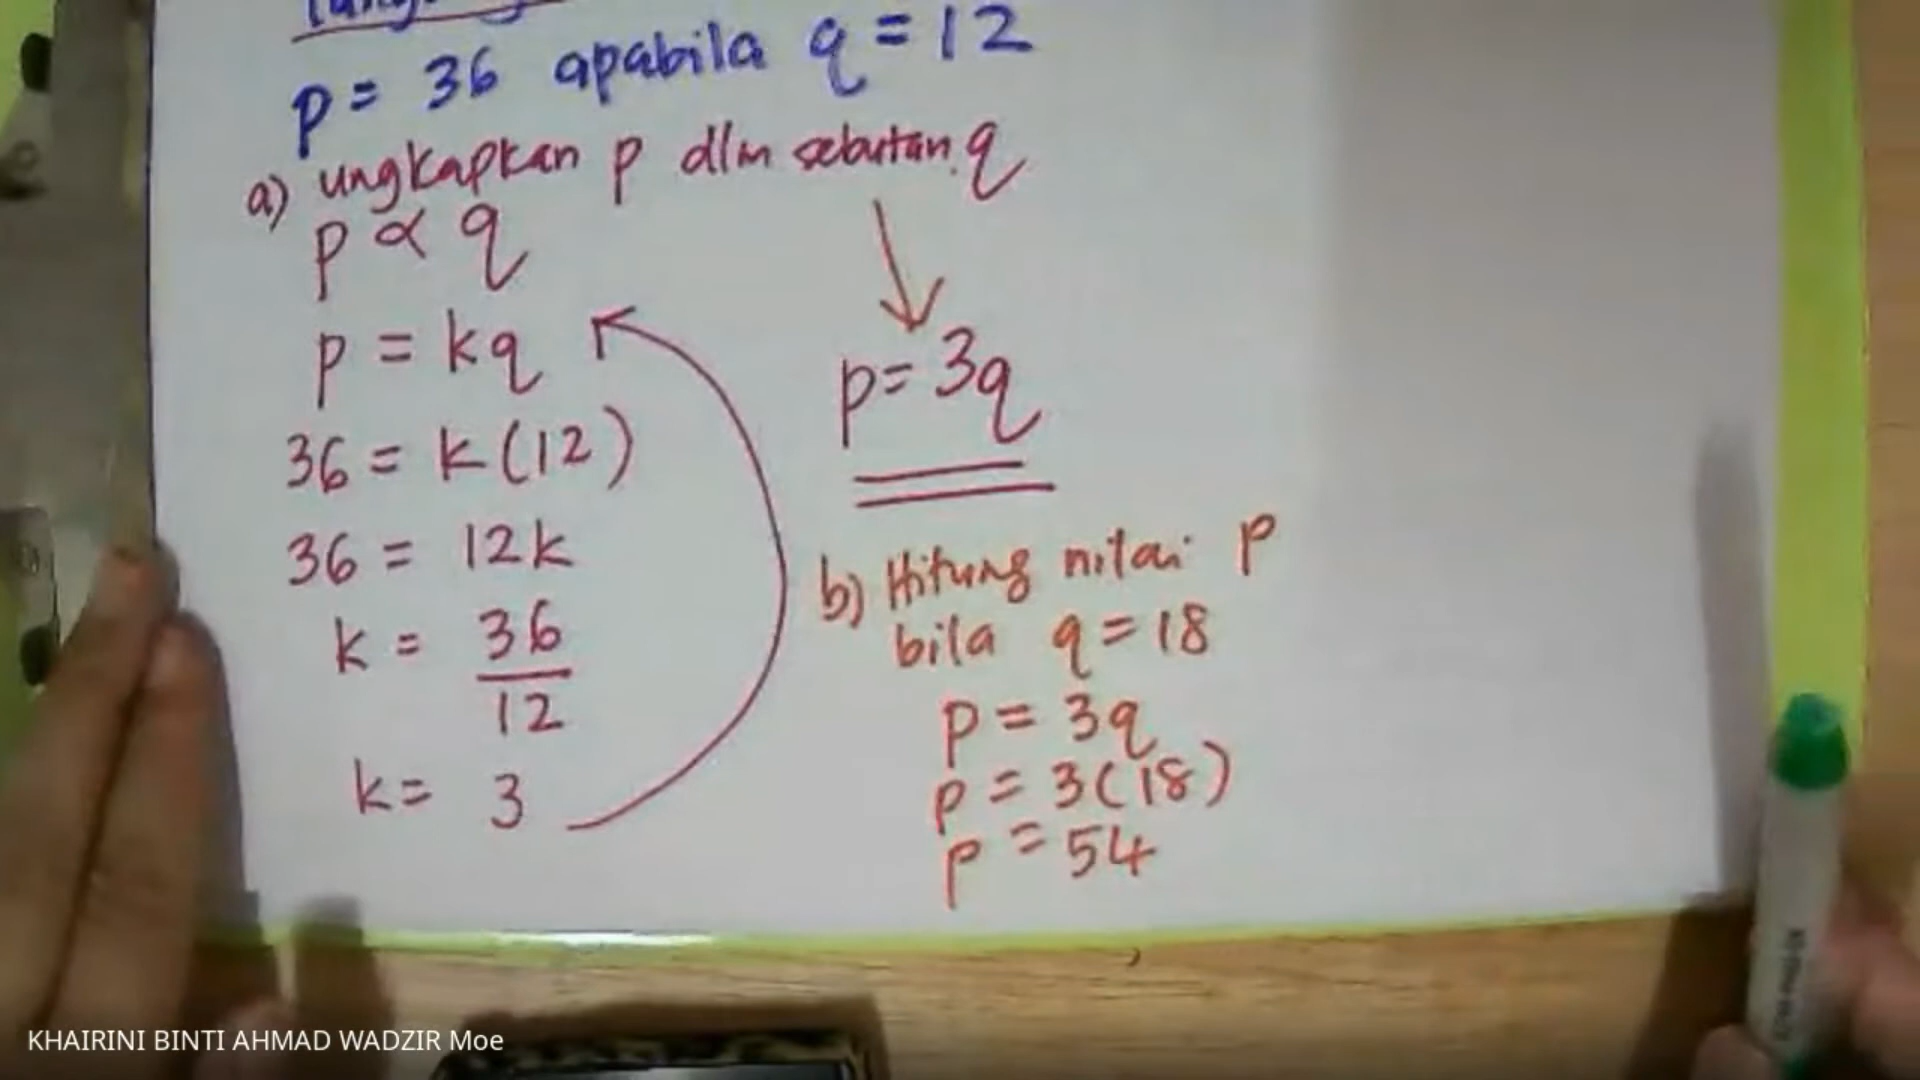 p = 36 apabila q = 12
a) ungkapkan p dlm sebutan q
p ∝ q
p = kq
36 = k(12)
36 = 12k
k = 36/12
k = 3
p = 3q
b) Hitung nilai p
bila q = 18
p = 3q
p = 3(18)
p = 54
KHAIRINI BINTI AHMAD WADZIR Moe